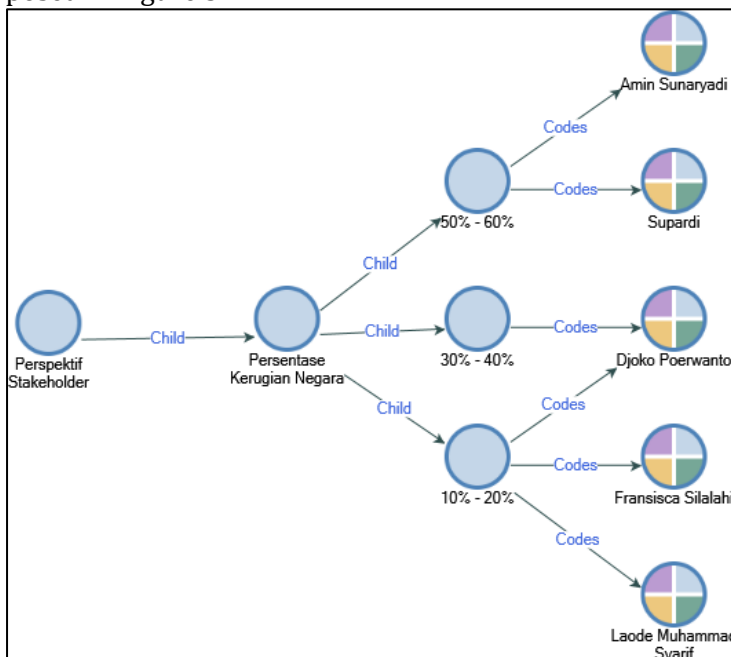 Amin Sunaryadi
Codes
Codes
50% - 60%
Supardi
Child
Child
Child
Codes
Perspektif
Stakeholder
Persentase
Kerugian Negara
30% - 40%
Djoko Poerwanto
Child
Codes
Codes
10% - 20%
Fransisca Silalahi
Codes
Laode Muhammad
Syarif